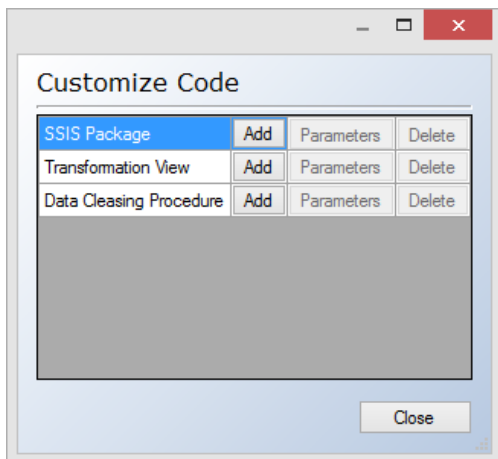 Customize Code
SSIS Package Add Parameters Delete
Transformation View Add Parameters Delete
Data Cleasing Procedure Add Parameters Delete
Close